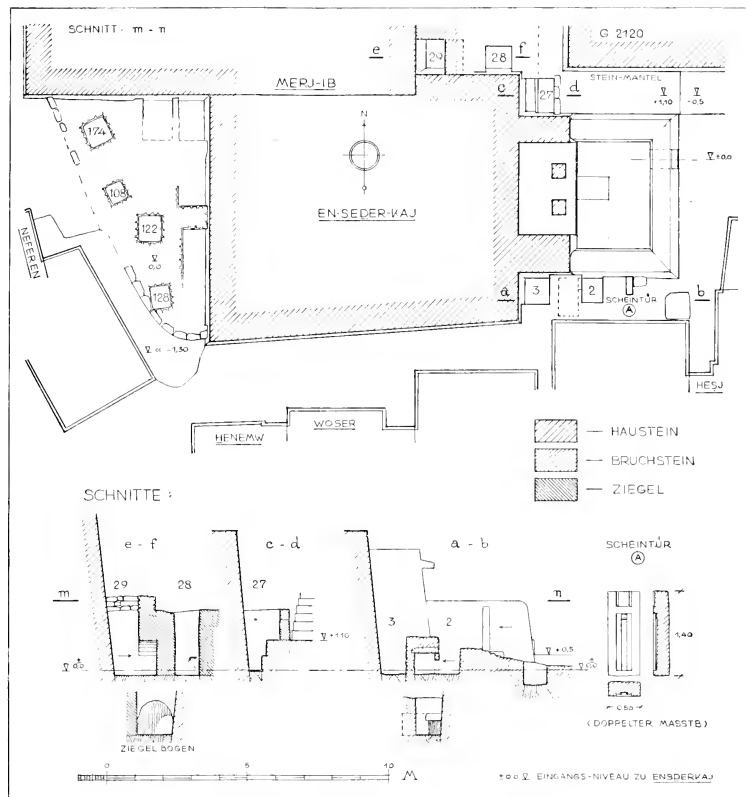 SCHNITT · m - n
MERJ-IB
e
29
28
f
G 2120
STEIN-MANTEL
c
27
d
+1,10
-0,5
±0,0
174
108
122
0,0
128
∝ -1,30
NEFEREN
N
EN-SEDER-KAJ
a
3
2
SCHEINTÜR
A
b
HESJ
HENEMW
WOSER
HAUSTEIN
BRUCHSTEIN
ZIEGEL
SCHNITTE :
e - f
c - d
a - b
SCHEINTÜR
A
m
29
28
27
3
2
n
+1,10
+0,5
±0,0
±0,0
1,40
0,55
(DOPPELTER MASSTB)
ZIEGEL BOGEN
0
5
10
M
±0,0 EINGANGS-NIVEAU ZU ENSDERKAJ